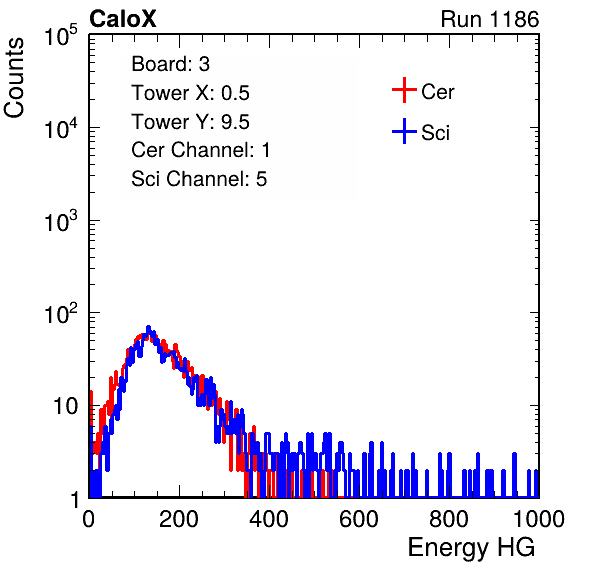 CaloX Run 1186
Counts
Board: 3
Tower X: 0.5
Tower Y: 9.5
Cer Channel: 1
Sci Channel: 5
Cer
Sci
10^5
10^4
10^3
10^2
10
1
0 200 400 600 800 1000
Energy HG